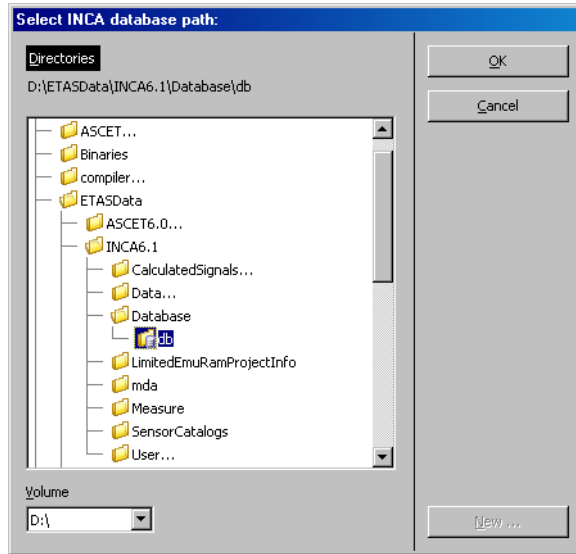 Select INCA database path:
Directories
D:\ETASData\INCA6.1\Database\db
ASCET...
Binaries
compiler...
ETASData
ASCET6.0...
INCA6.1
CalculatedSignals...
Data...
Database
db
LimitedEmuRamProjectInfo
mda
Measure
SensorCatalogs
User...
Volume
D:\
OK
Cancel
New ...